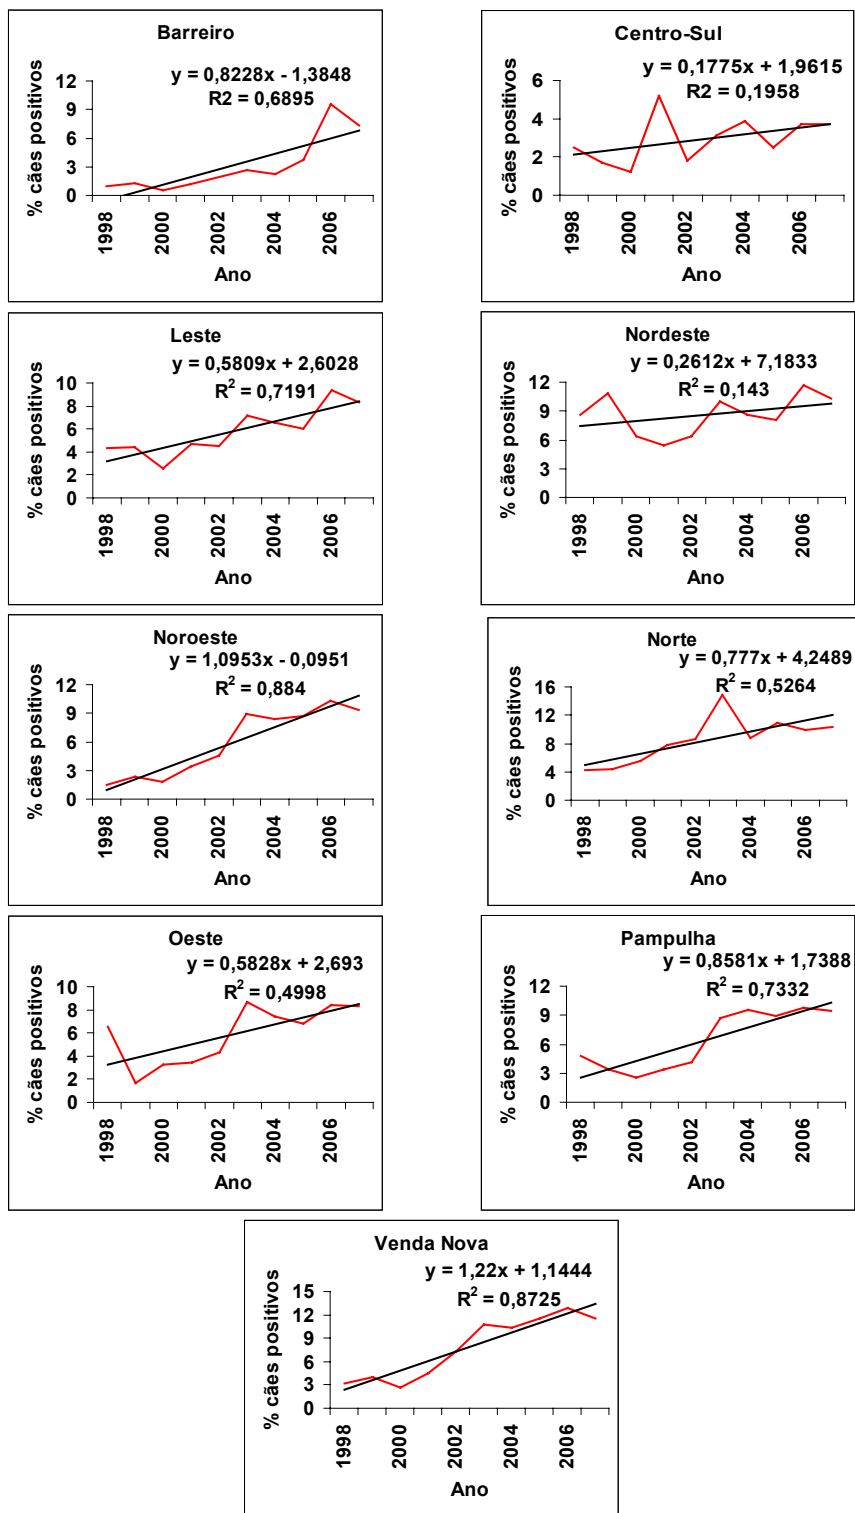 Barreiro
y = 0,8228x - 1,3848
R2 = 0,6895
% cães positivos
12
9
6
3
0
1998
2000
2002
2004
2006
Ano
Centro-Sul
y = 0,1775x + 1,9615
R2 = 0,1958
% cães positivos
6
4
2
0
1998
2000
2002
2004
2006
Ano
Leste
y = 0,5809x + 2,6028
R² = 0,7191
% cães positivos
10
8
6
4
2
0
1998
2000
2002
2004
2006
Ano
Nordeste
y = 0,2612x + 7,1833
R² = 0,143
% cães positivos
12
9
6
3
0
1998
2000
2002
2004
2006
Ano
Noroeste
y = 1,0953x - 0,0951
R² = 0,884
% cães positivos
12
9
6
3
0
1998
2000
2002
2004
2006
Ano
Norte
y = 0,777x + 4,2489
R² = 0,5264
% cães positivos
16
12
8
4
0
1998
2000
2002
2004
2006
Ano
Oeste
y = 0,5828x + 2,693
R² = 0,4998
% cães positivos
10
8
6
4
2
0
1998
2000
2002
2004
2006
Ano
Pampulha
y = 0,8581x + 1,7388
R² = 0,7332
% cães positivos
12
9
6
3
0
1998
2000
2002
2004
2006
Ano
Venda Nova
y = 1,22x + 1,1444
R² = 0,8725
% cães positivos
15
12
9
6
3
0
1998
2000
2002
2004
2006
Ano